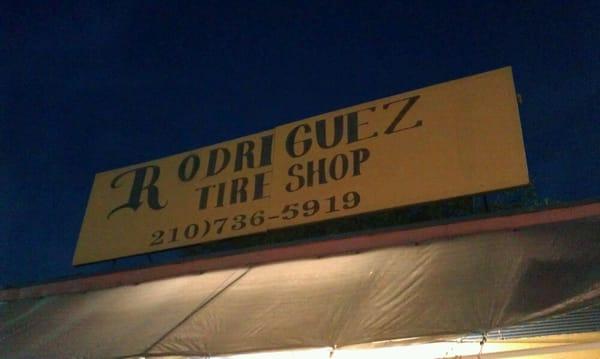 RODRIGUEZ
TIRE SHOP
210)736-5919